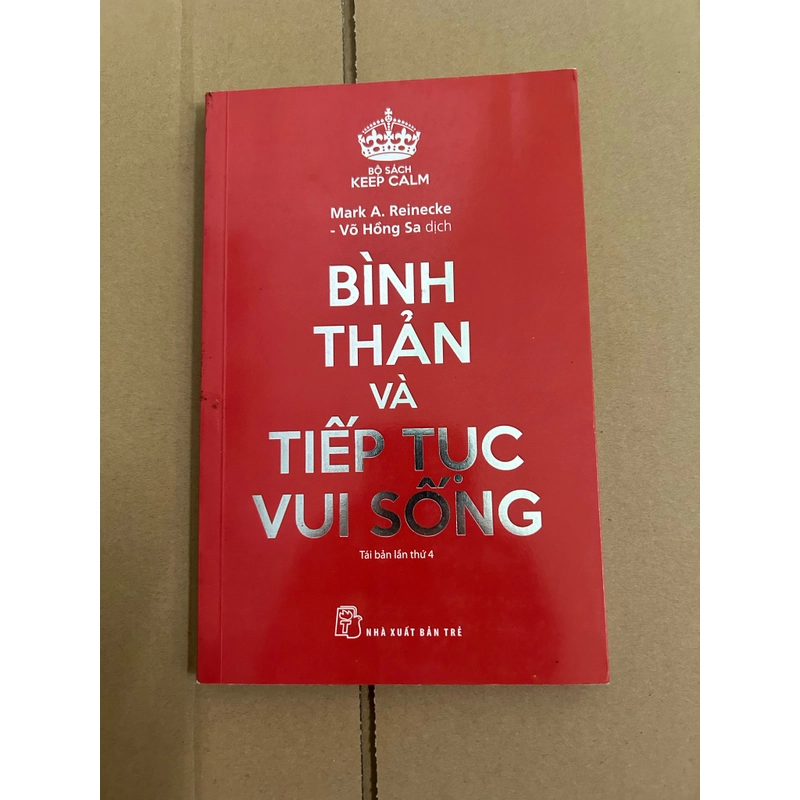 BỘ SÁCH
KEEP CALM
Mark A. Reinecke
- Võ Hồng Sa dịch
BÌNH
THẢN
VÀ
TIẾP TỤC
VUI SỐNG
Tái bản lần thứ 4
T
NHÀ XUẤT BẢN TRẺ